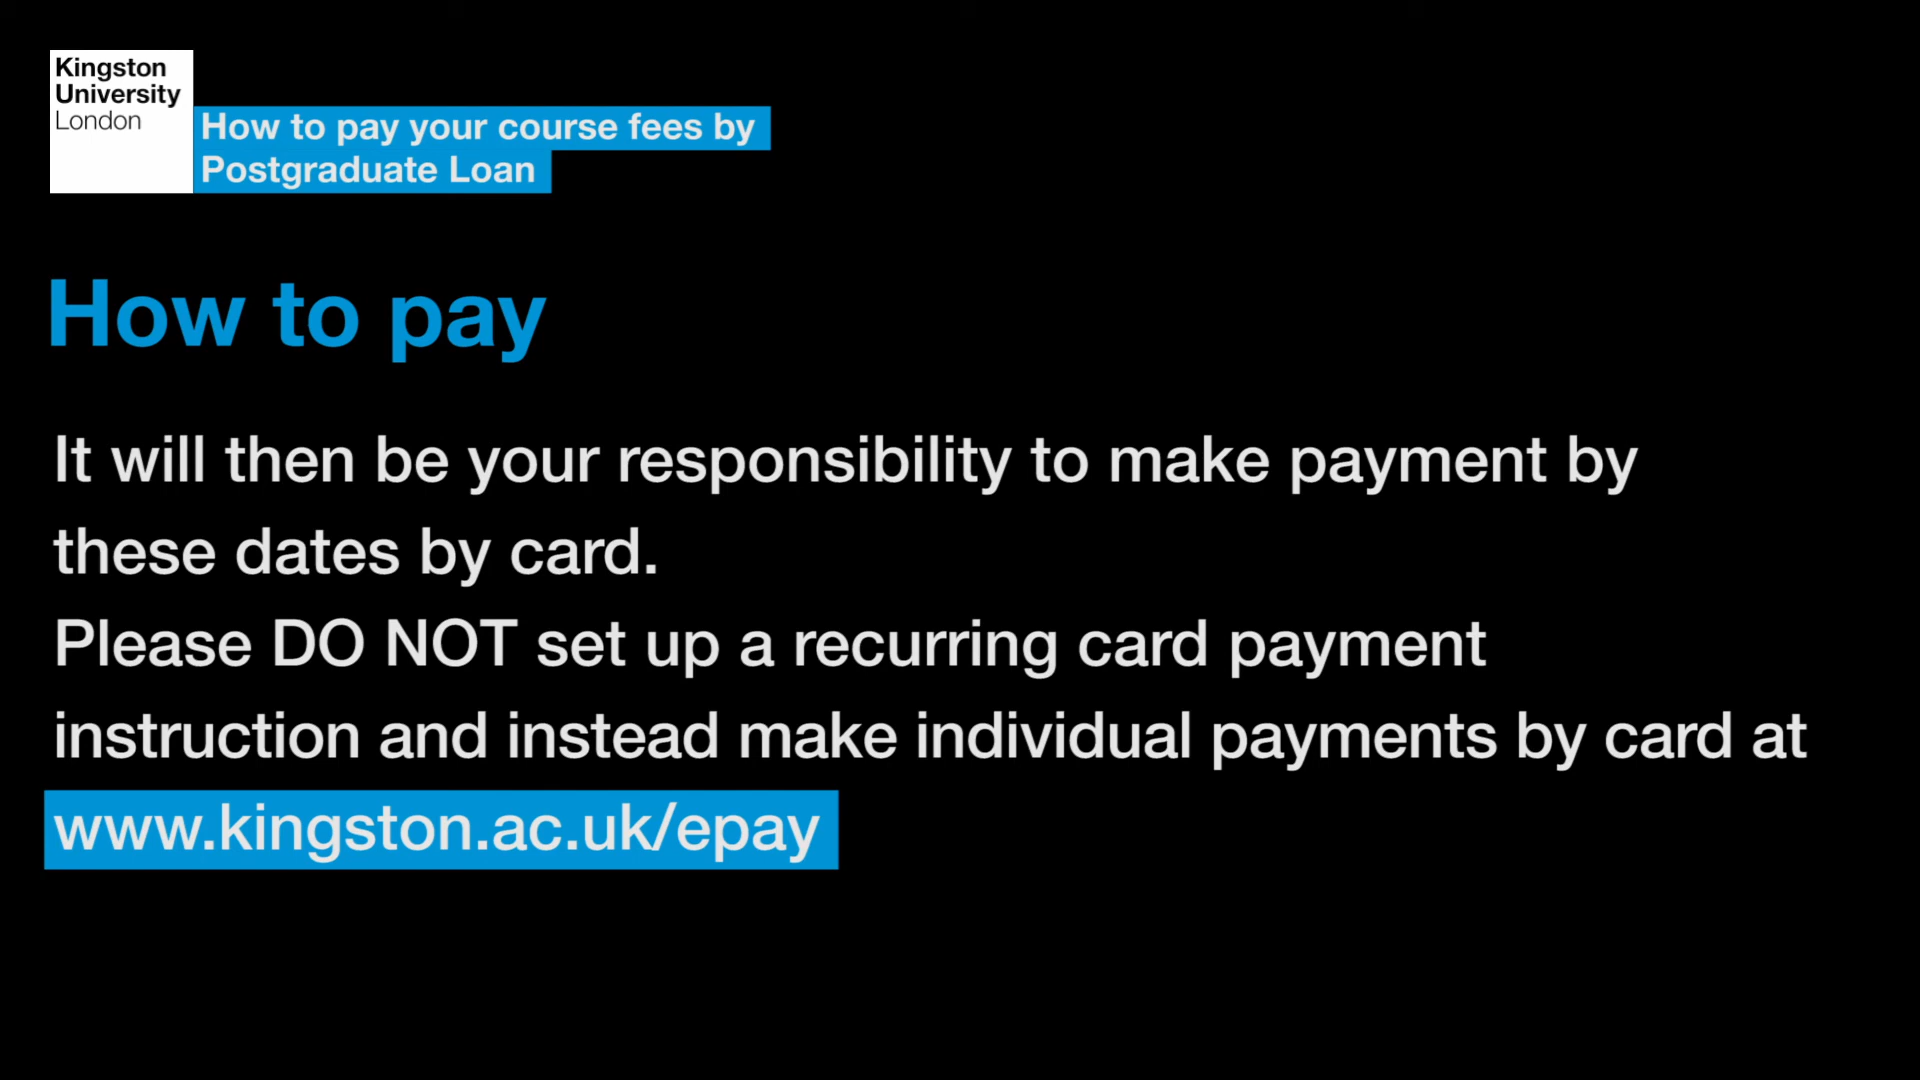 Kingston
University
London
How to pay your course fees by
Postgraduate Loan
How to pay
It will then be your responsibility to make payment by
these dates by card.
Please DO NOT set up a recurring card payment
instruction and instead make individual payments by card at
www.kingston.ac.uk/epay